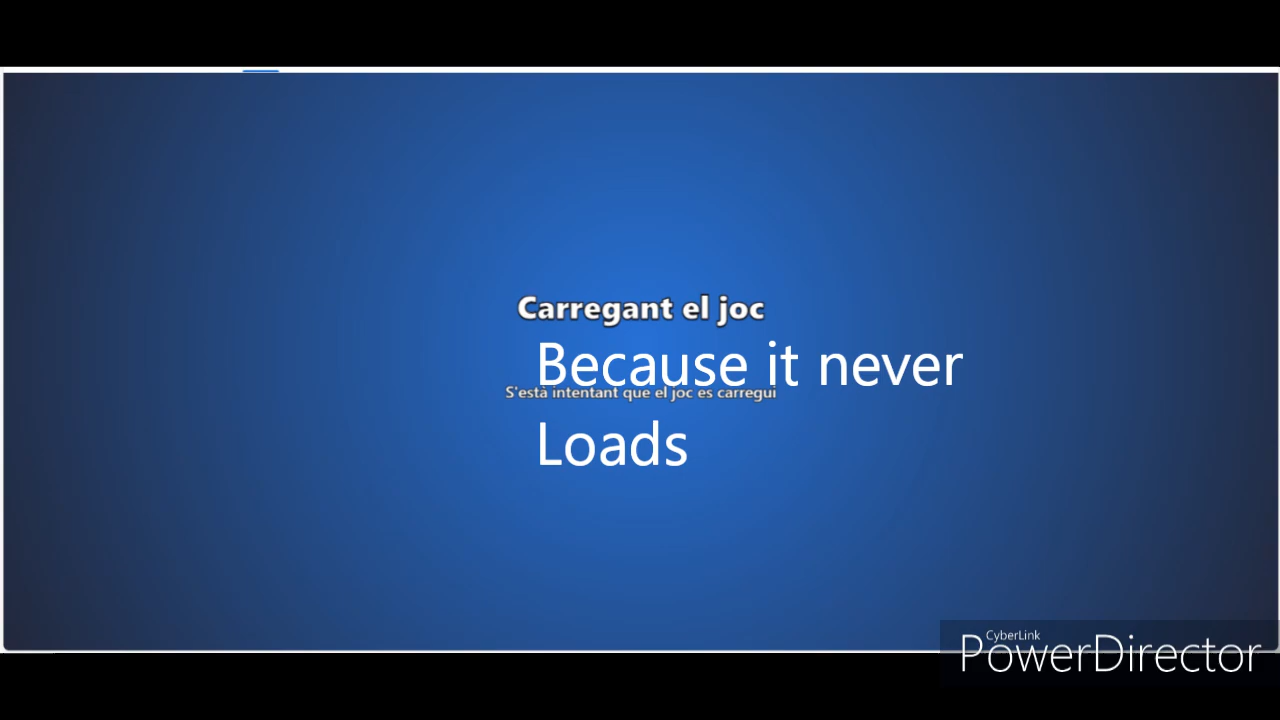 Carregant el joc
Because it never
S'està intentant que el joc es carregui
Loads
CyberLink
PowerDirector